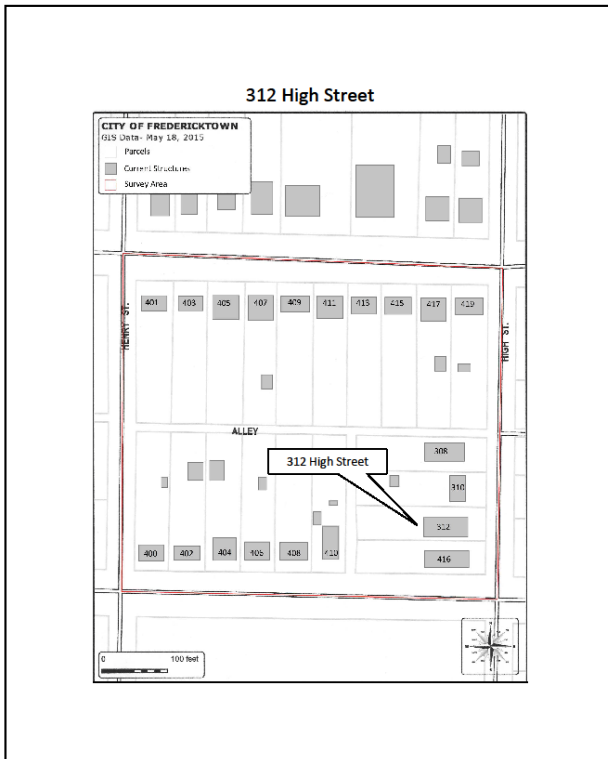 312 High Street
CITY OF FREDERICKTOWN
GIS Data- May 18, 2015
Parcels
Current Structures
Survey Area
401 403 405 407 409 411 413 415 417 419
HENRY ST.
HIGH ST.
ALLEY
308
312 High Street
310
312
400 402 404 406 408 410 416
0 100 feet